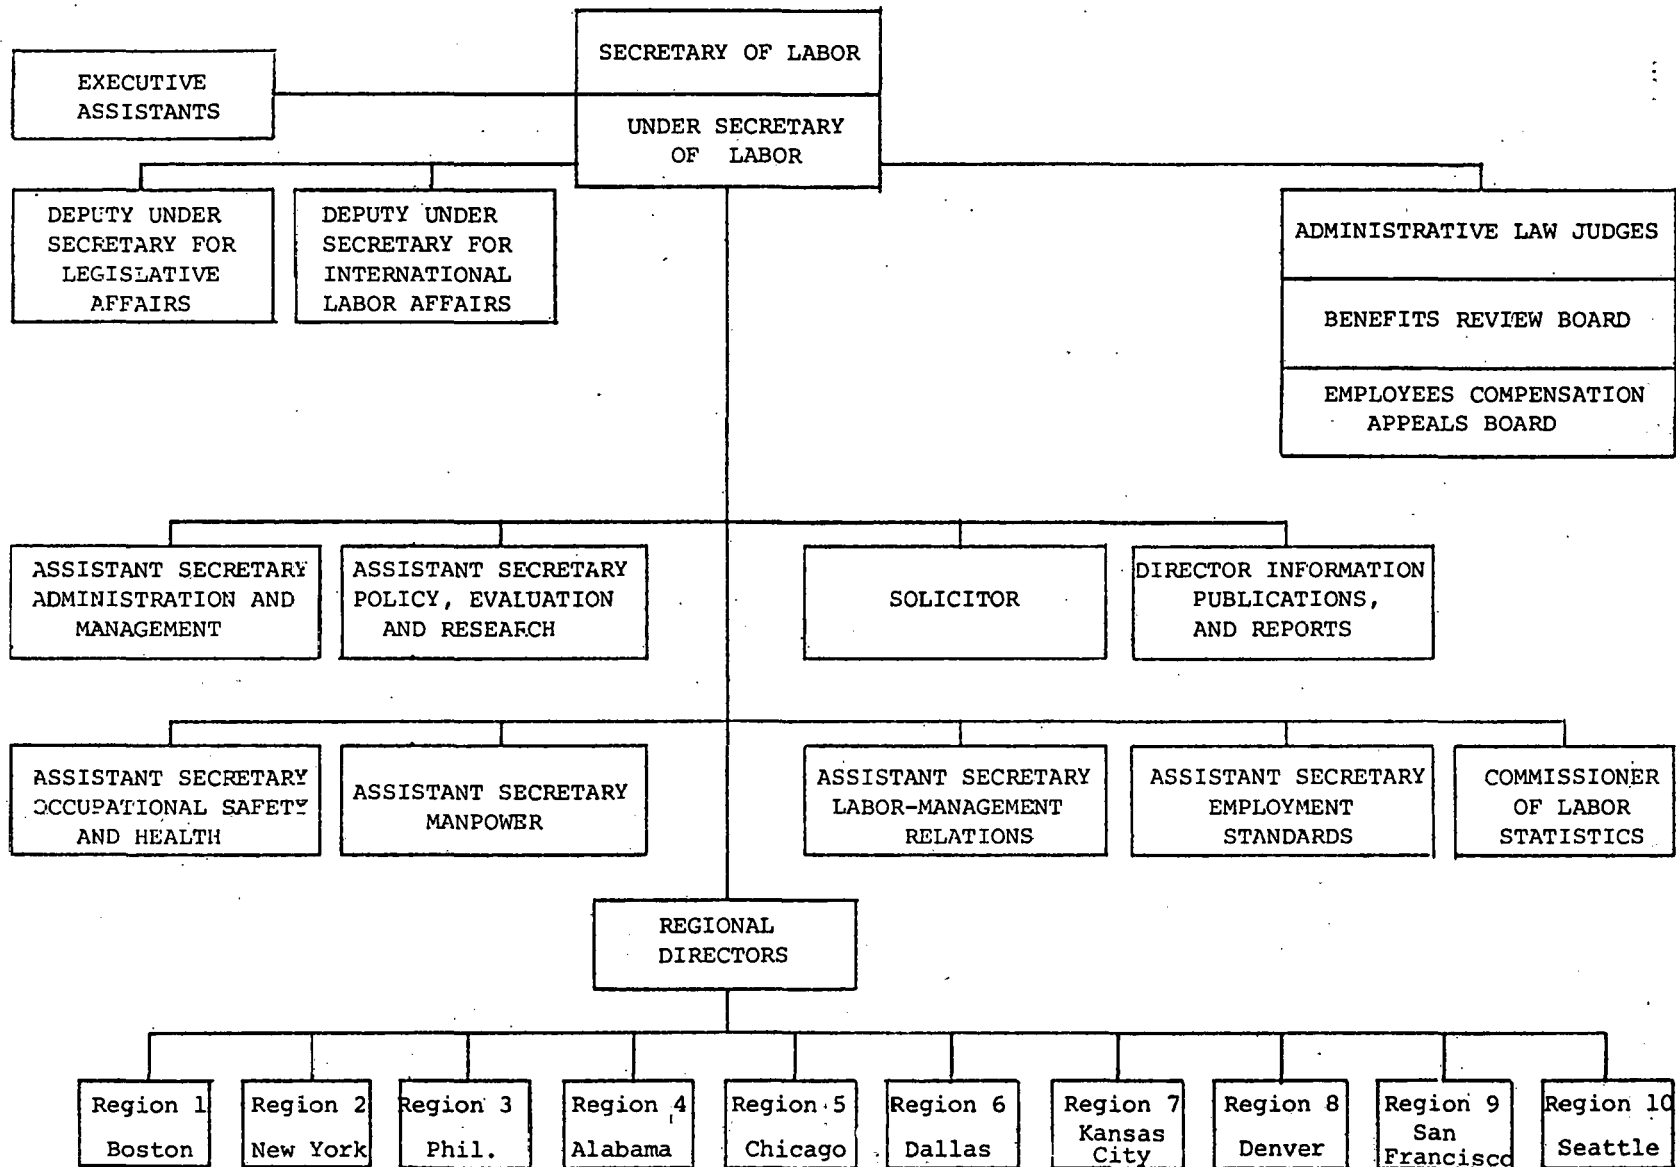 SECRETARY OF LABOR
EXECUTIVE
ASSISTANTS
UNDER SECRETARY
OF LABOR
DEPUTY UNDER
SECRETARY FOR
LEGISLATIVE
AFFAIRS
DEPUTY UNDER
SECRETARY FOR
INTERNATIONAL
LABOR AFFAIRS
ADMINISTRATIVE LAW JUDGES
BENEFITS REVIEW BOARD
EMPLOYEES COMPENSATION
APPEALS BOARD
ASSISTANT SECRETARY
ADMINISTRATION AND
MANAGEMENT
ASSISTANT SECRETARY
POLICY, EVALUATION
AND RESEARCH
SOLICITOR
DIRECTOR INFORMATION
PUBLICATIONS,
AND REPORTS
ASSISTANT SECRETARY
OCCUPATIONAL SAFETY
AND HEALTH
ASSISTANT SECRETARY
MANPOWER
ASSISTANT SECRETARY
LABOR-MANAGEMENT
RELATIONS
ASSISTANT SECRETARY
EMPLOYMENT
STANDARDS
COMMISSIONER
OF LABOR
STATISTICS
REGIONAL
DIRECTORS
Region 1
Boston
Region 2
New York
Region 3
Phil.
Region 4
Alabama
Region 5
Chicago
Region 6
Dallas
Region 7
Kansas
City
Region 8
Denver
Region 9
San
Francisco
Region 10
Seattle